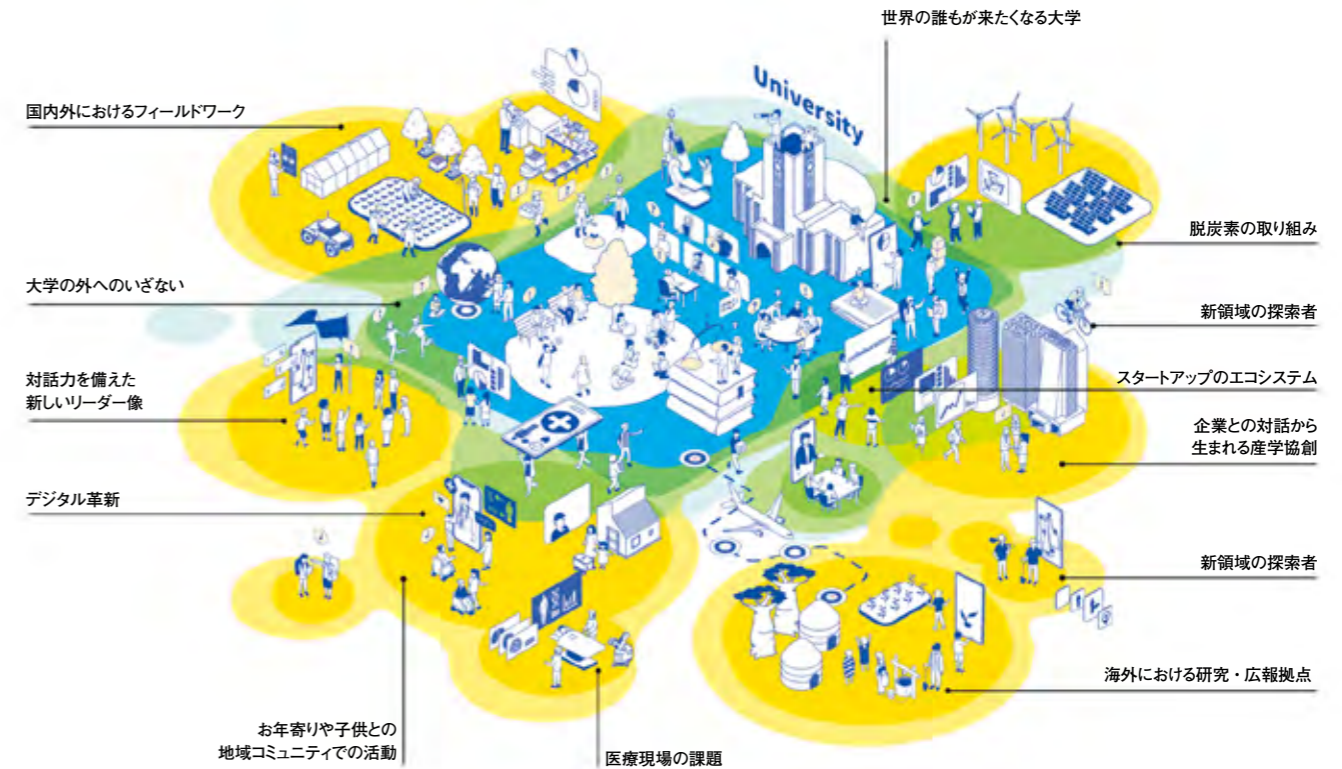 世界の誰もが来たくなる大学
University
国内外におけるフィールドワーク
脱炭素の取り組み
大学の外へのいざない
新領域の探索者
対話力を備えた
新しいリーダー像
スタートアップのエコシステム
企業との対話から
生まれる産学協創
デジタル革新
新領域の探索者
海外における研究・広報拠点
お年寄りや子供との
地域コミュニティでの活動
医療現場の課題